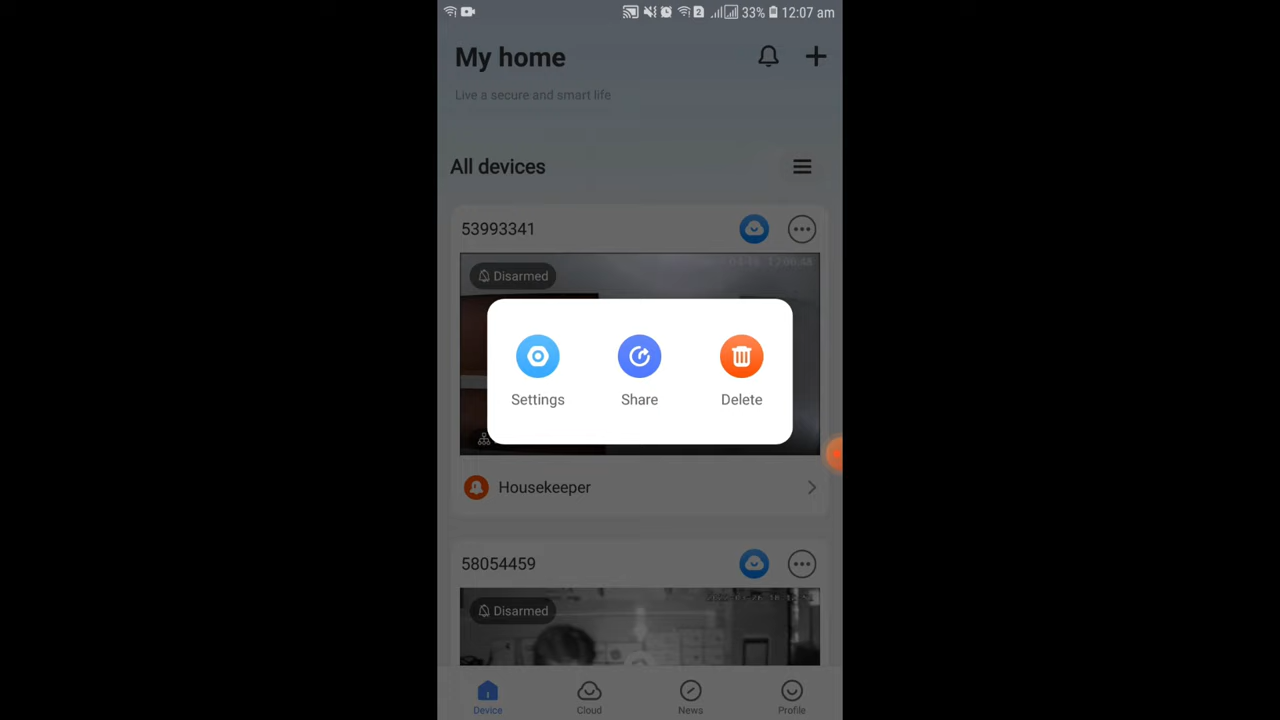 33% 12:07 am
My home
Live a secure and smart life
All devices
53993341
Disarmed
Settings
Share
Delete
Housekeeper
58054459
Disarmed
Device
Cloud
News
Profile